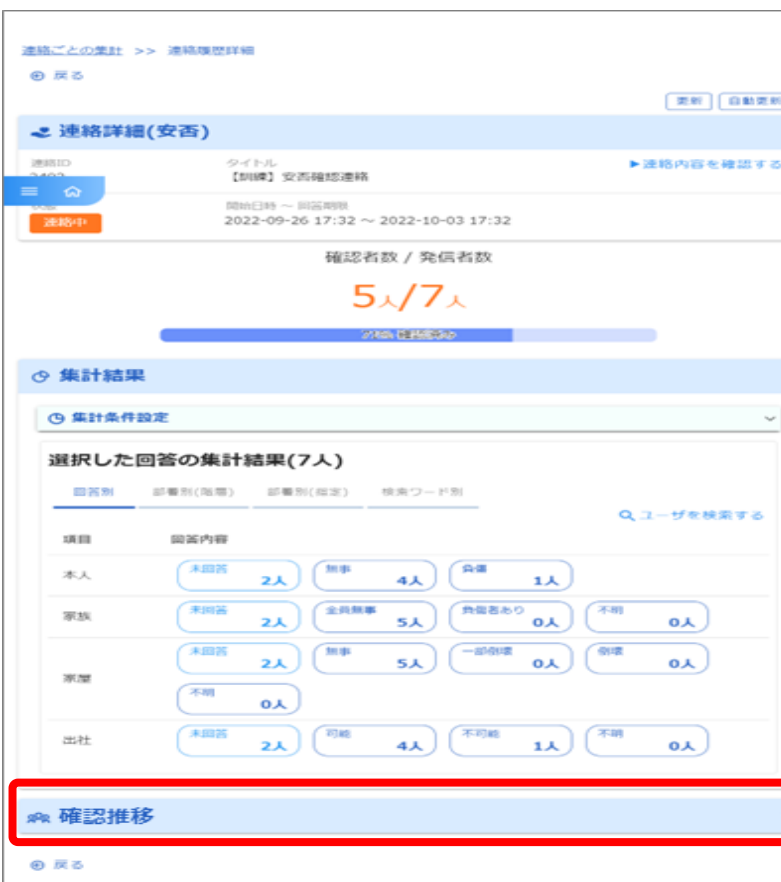 連絡ごとの集計 >> 連絡履歴詳細
戻る
更新 自動更新
連絡詳細(安否)
連絡ID タイトル ▶連絡内容を確認する
【訓練】安否確認連絡
開始日時 ～ 回答期限
連絡中 2022-09-26 17:32 ～ 2022-10-03 17:32
確認者数 / 発信者数
5人/7人
集計結果
集計条件設定
選択した回答の集計結果(7人)
回答別 部署別(階層) 部署別(指定) 検索ワード別
ユーザを検索する
項目 回答内容
本人 未回答 2人 無事 4人 負傷 1人
家族 未回答 2人 全員無事 5人 負傷者あり 0人 不明 0人
家屋 未回答 2人 無事 5人 一部倒壊 0人 倒壊 0人
不明 0人
出社 未回答 2人 可能 4人 不可能 1人 不明 0人
確認推移
戻る